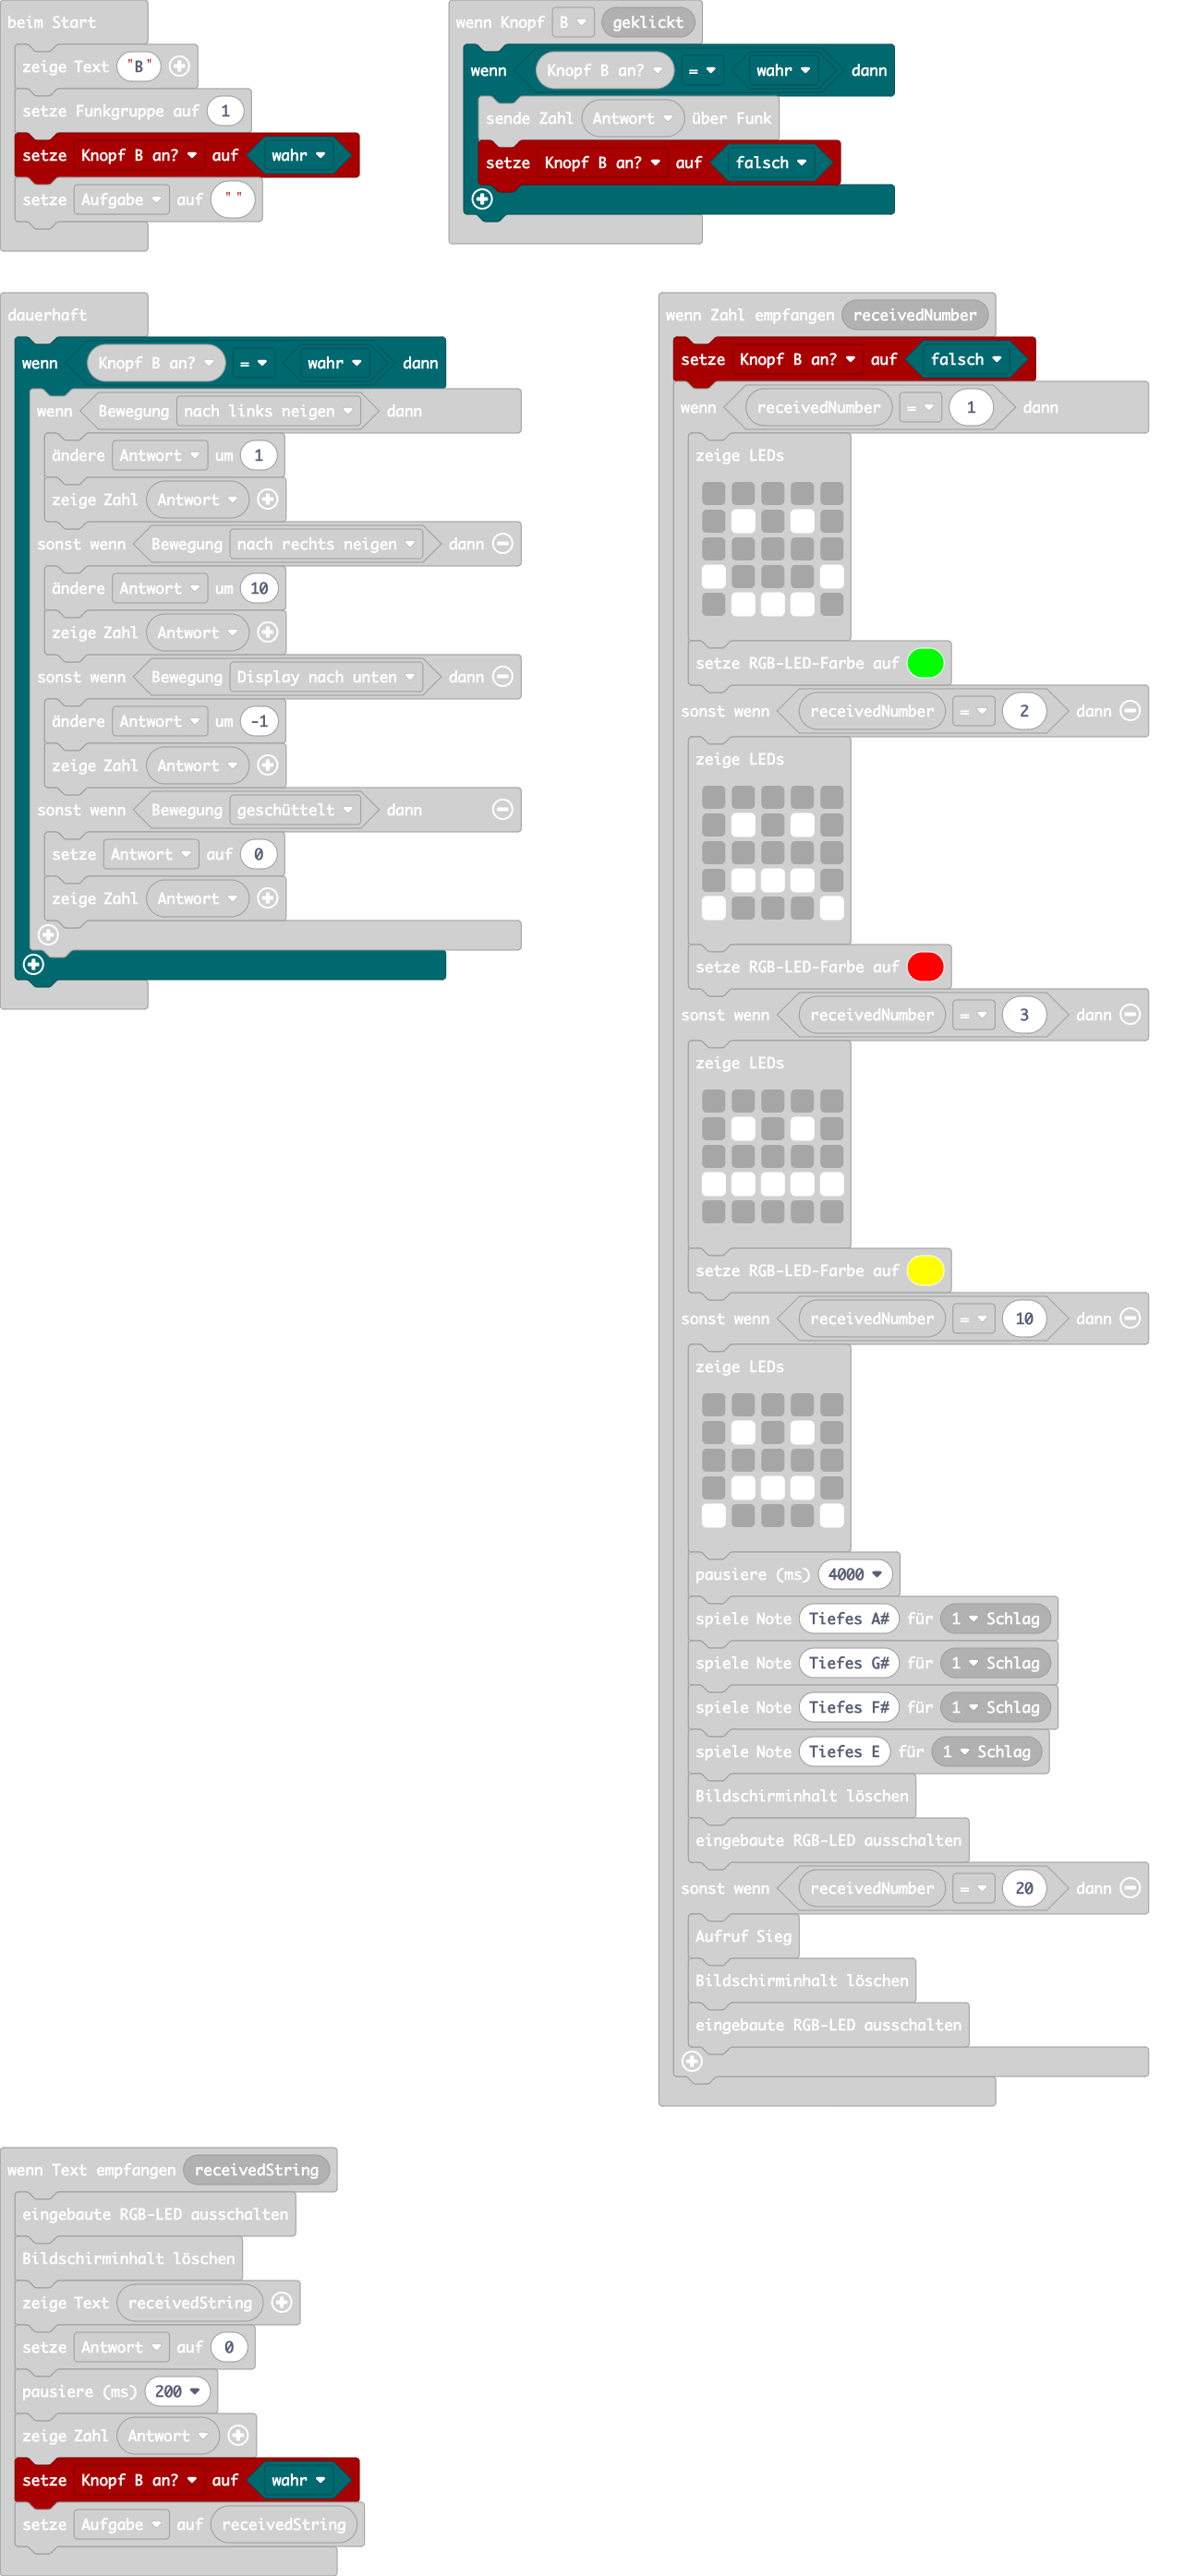 beim Start
zeige Text "B"
setze Funkgruppe auf 1
setze Knopf B an? auf wahr
setze Aufgabe auf ""
wenn Knopf B geklickt
wenn Knopf B an? = wahr dann
sende Zahl Antwort über Funk
setze Knopf B an? auf falsch
dauerhaft
wenn Knopf B an? = wahr dann
wenn Bewegung nach links neigen dann
ändere Antwort um 1
zeige Zahl Antwort
sonst wenn Bewegung nach rechts neigen dann
ändere Antwort um 10
zeige Zahl Antwort
sonst wenn Bewegung Display nach unten dann
ändere Antwort um -1
zeige Zahl Antwort
sonst wenn Bewegung geschüttelt dann
setze Antwort auf 0
zeige Zahl Antwort
wenn Zahl empfangen receivedNumber
setze Knopf B an? auf falsch
wenn receivedNumber = 1 dann
zeige LEDs
setze RGB-LED-Farbe auf
sonst wenn receivedNumber = 2 dann
zeige LEDs
setze RGB-LED-Farbe auf
sonst wenn receivedNumber = 3 dann
zeige LEDs
setze RGB-LED-Farbe auf
sonst wenn receivedNumber = 10 dann
zeige LEDs
pausiere (ms) 4000
spiele Note Tiefes A# für 1 Schlag
spiele Note Tiefes G# für 1 Schlag
spiele Note Tiefes F# für 1 Schlag
spiele Note Tiefes E für 1 Schlag
Bildschirminhalt löschen
eingebaute RGB-LED ausschalten
sonst wenn receivedNumber = 20 dann
Aufruf Sieg
Bildschirminhalt löschen
eingebaute RGB-LED ausschalten
wenn Text empfangen receivedString
eingebaute RGB-LED ausschalten
Bildschirminhalt löschen
zeige Text receivedString
setze Antwort auf 0
pausiere (ms) 200
zeige Zahl Antwort
setze Knopf B an? auf wahr
setze Aufgabe auf receivedString